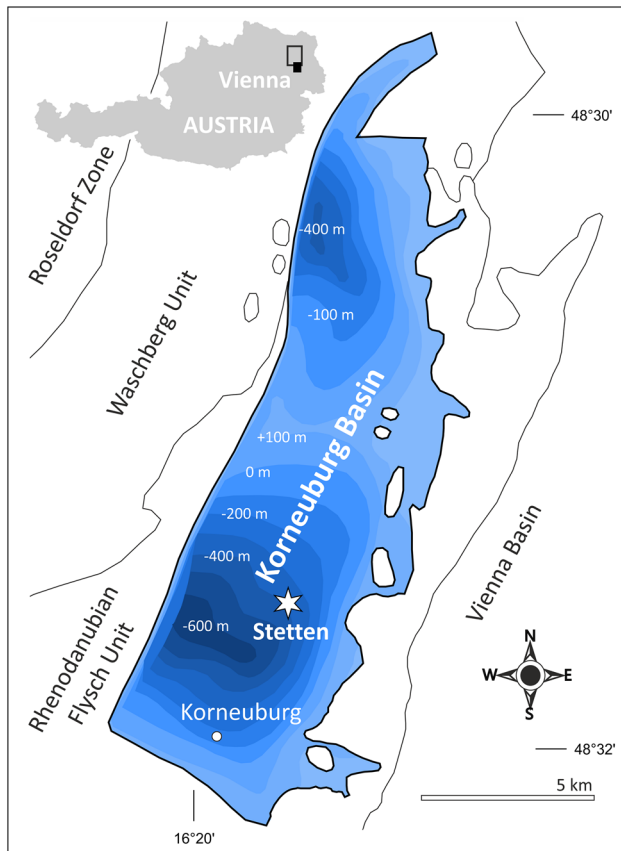 Vienna
AUSTRIA
48°30'
Roseldorf Zone
-400 m
Waschberg Unit
-100 m
Korneuburg Basin
+100 m
0 m
-200 m
-400 m
Vienna Basin
Stetten
-600 m
Rhenodanubian
Flysch Unit
N
W
E
S
Korneuburg
48°32'
5 km
16°20'